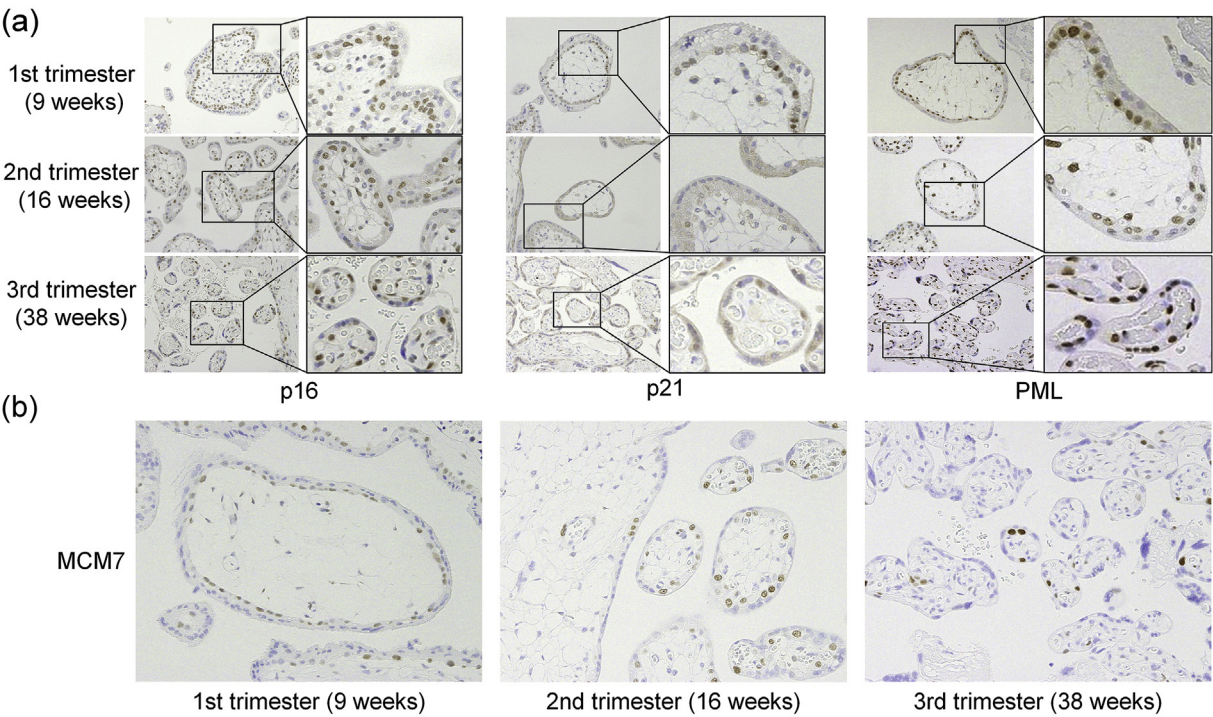 (a)
1st trimester
(9 weeks)
2nd trimester
(16 weeks)
3rd trimester
(38 weeks)
p16
p21
PML
(b)
MCM7
1st trimester (9 weeks)
2nd trimester (16 weeks)
3rd trimester (38 weeks)